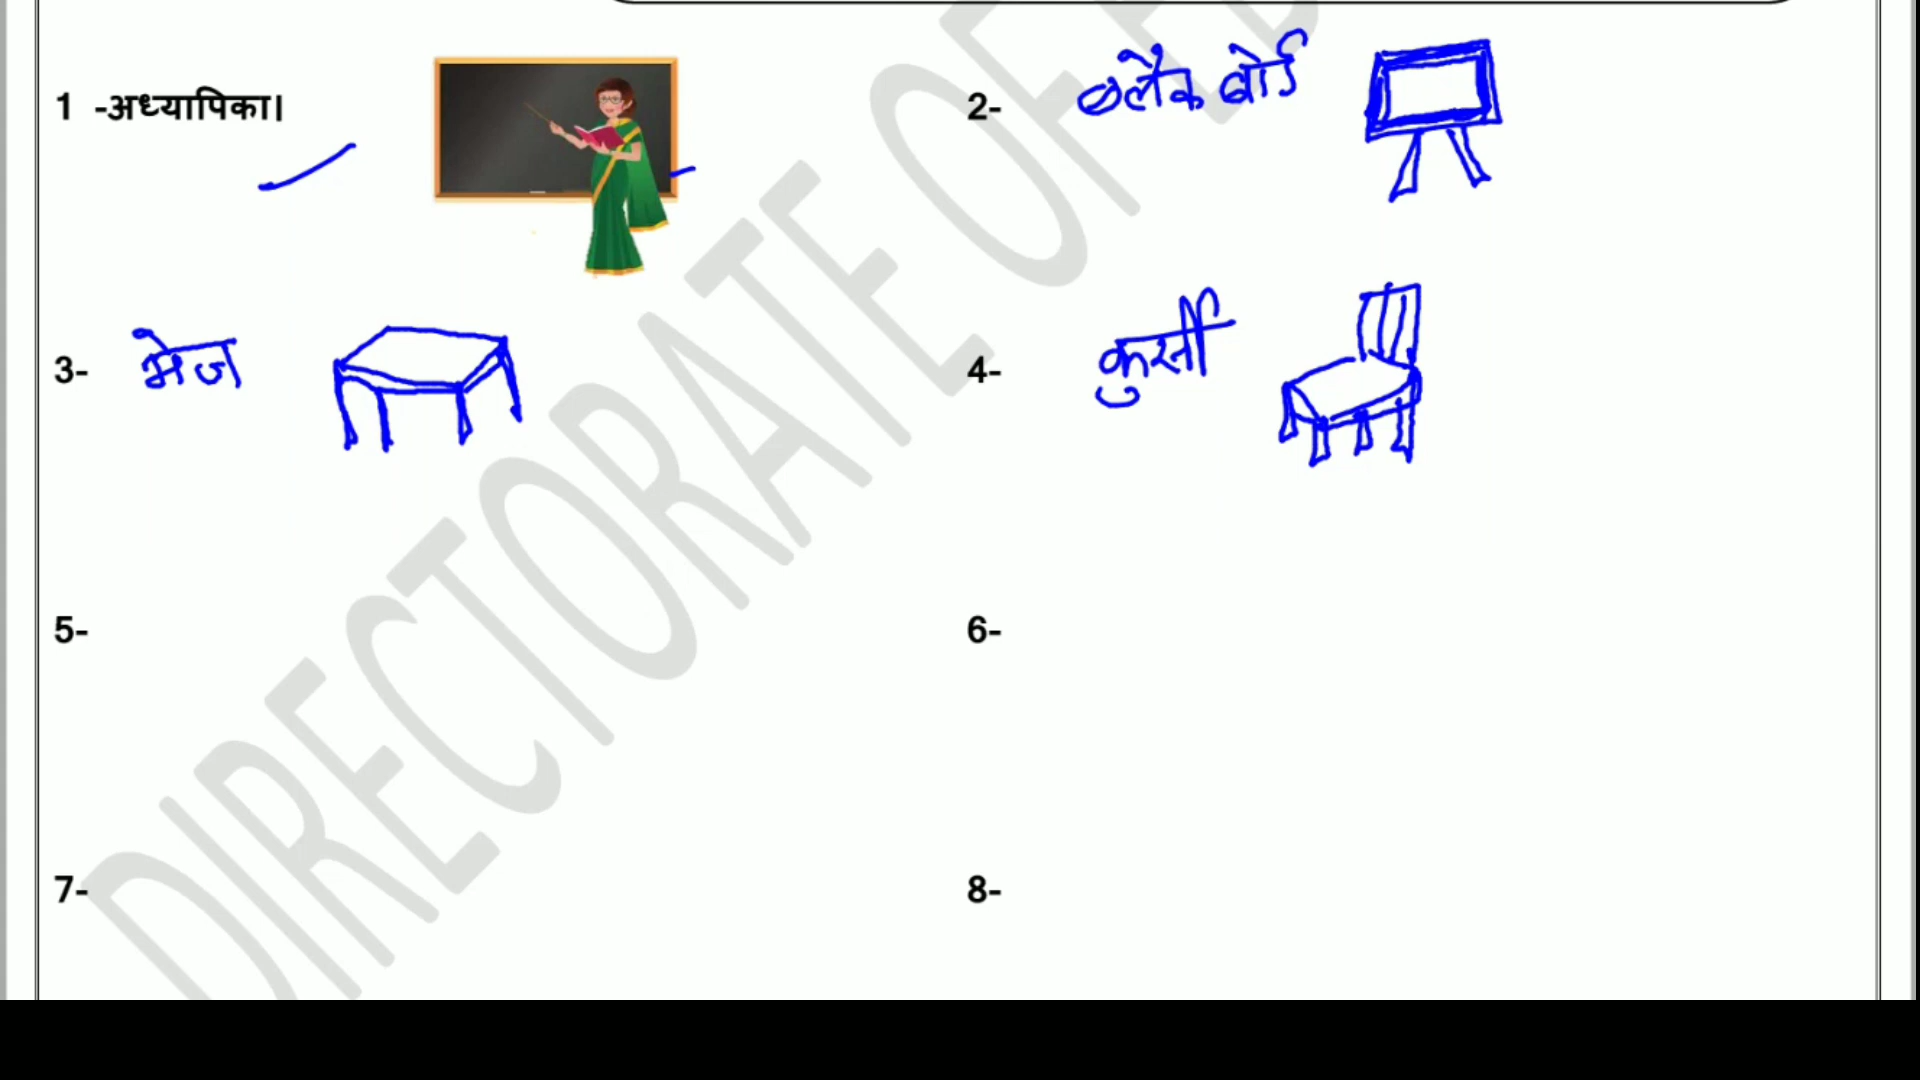 1 -अध्यापिका।
2- ब्लैक बोर्ड
3- मेज
4- कुर्सी
5-
6-
7-
8-
DIRECTORATE OF